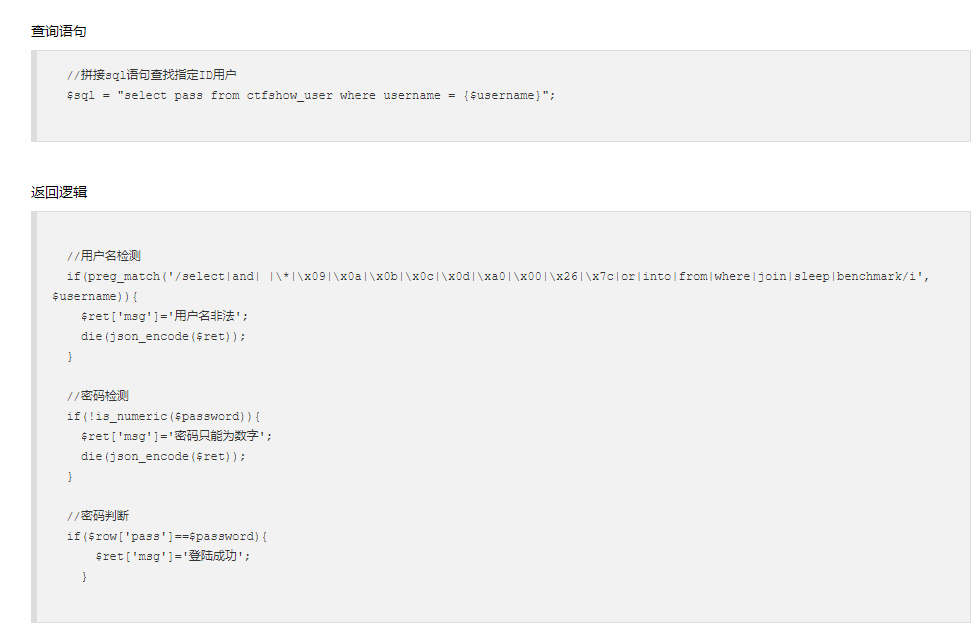 查询语句
//拼接sql语句查找指定ID用户
$sql = "select pass from ctfshow_user where username = {$username}";
返回逻辑
//用户名检测
if(preg_match('/select|and| |\*|\x09|\x0a|\x0b|\x0c|\x0d|\xa0|\x00|\x26|\x7c|or|into|from|where|join|sleep|benchmark/i',
$username)){
$ret['msg']='用户名非法';
die(json_encode($ret));
}
//密码检测
if(!is_numeric($password)){
$ret['msg']='密码只能为数字';
die(json_encode($ret));
}
//密码判断
if($row['pass']==$password){
$ret['msg']='登陆成功';
}